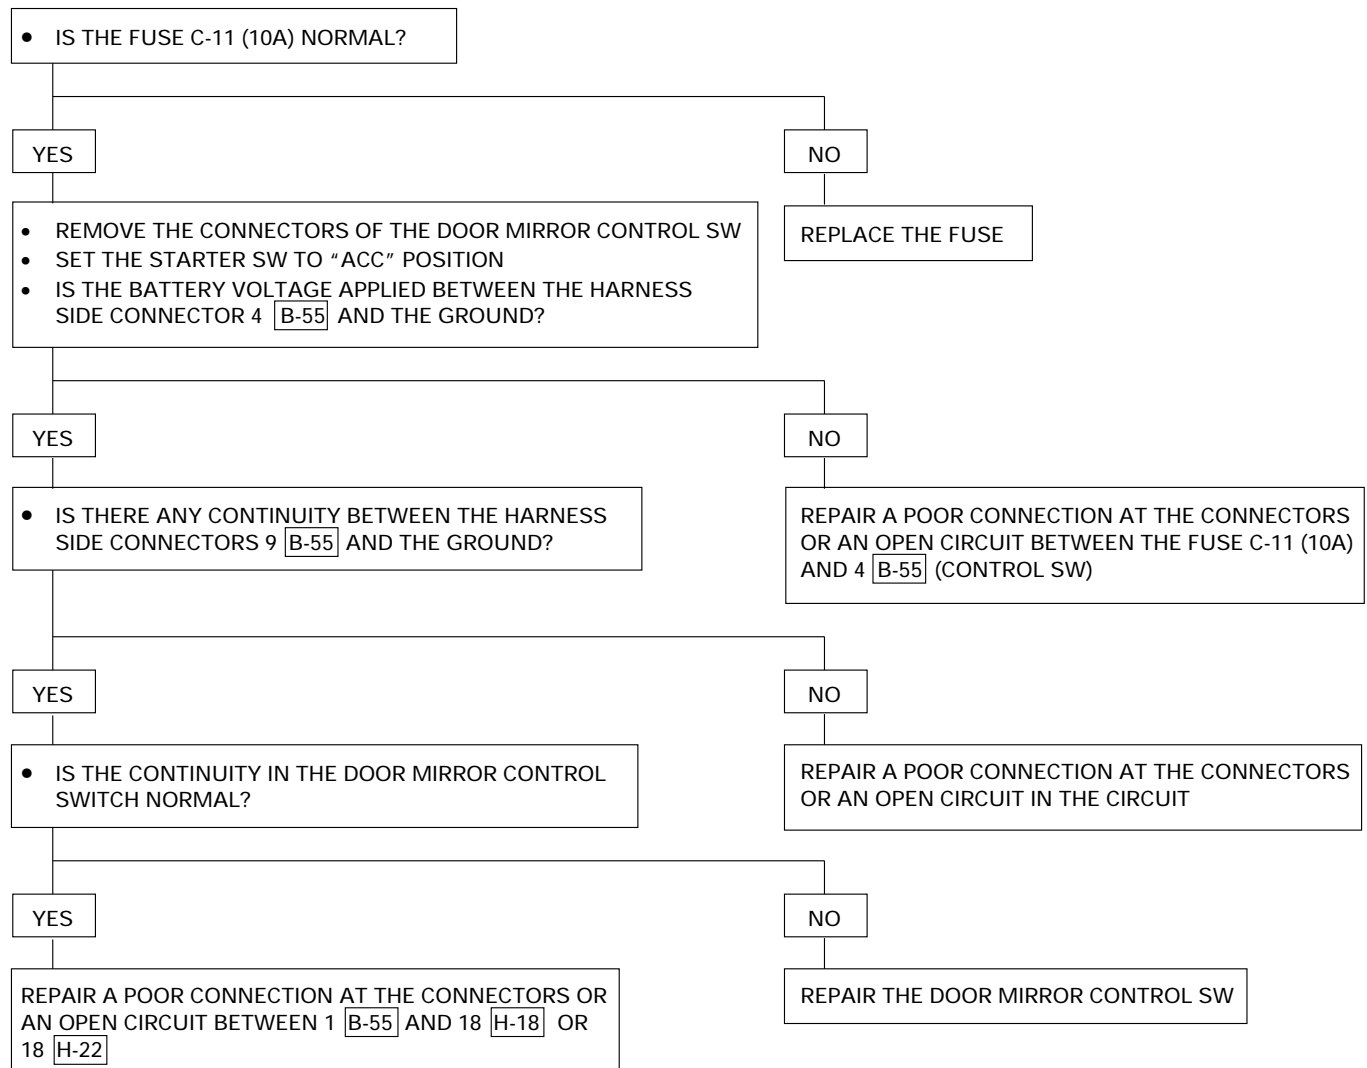 • IS THE FUSE C-11 (10A) NORMAL?
YES
NO
• REMOVE THE CONNECTORS OF THE DOOR MIRROR CONTROL SW
• SET THE STARTER SW TO “ACC” POSITION
• IS THE BATTERY VOLTAGE APPLIED BETWEEN THE HARNESS
SIDE CONNECTOR 4 B-55 AND THE GROUND?
REPLACE THE FUSE
YES
NO
• IS THERE ANY CONTINUITY BETWEEN THE HARNESS
SIDE CONNECTORS 9 B-55 AND THE GROUND?
REPAIR A POOR CONNECTION AT THE CONNECTORS
OR AN OPEN CIRCUIT BETWEEN THE FUSE C-11 (10A)
AND 4 B-55 (CONTROL SW)
YES
NO
• IS THE CONTINUITY IN THE DOOR MIRROR CONTROL
SWITCH NORMAL?
REPAIR A POOR CONNECTION AT THE CONNECTORS
OR AN OPEN CIRCUIT IN THE CIRCUIT
YES
NO
REPAIR A POOR CONNECTION AT THE CONNECTORS OR
AN OPEN CIRCUIT BETWEEN 1 B-55 AND 18 H-18 OR
18 H-22
REPAIR THE DOOR MIRROR CONTROL SW